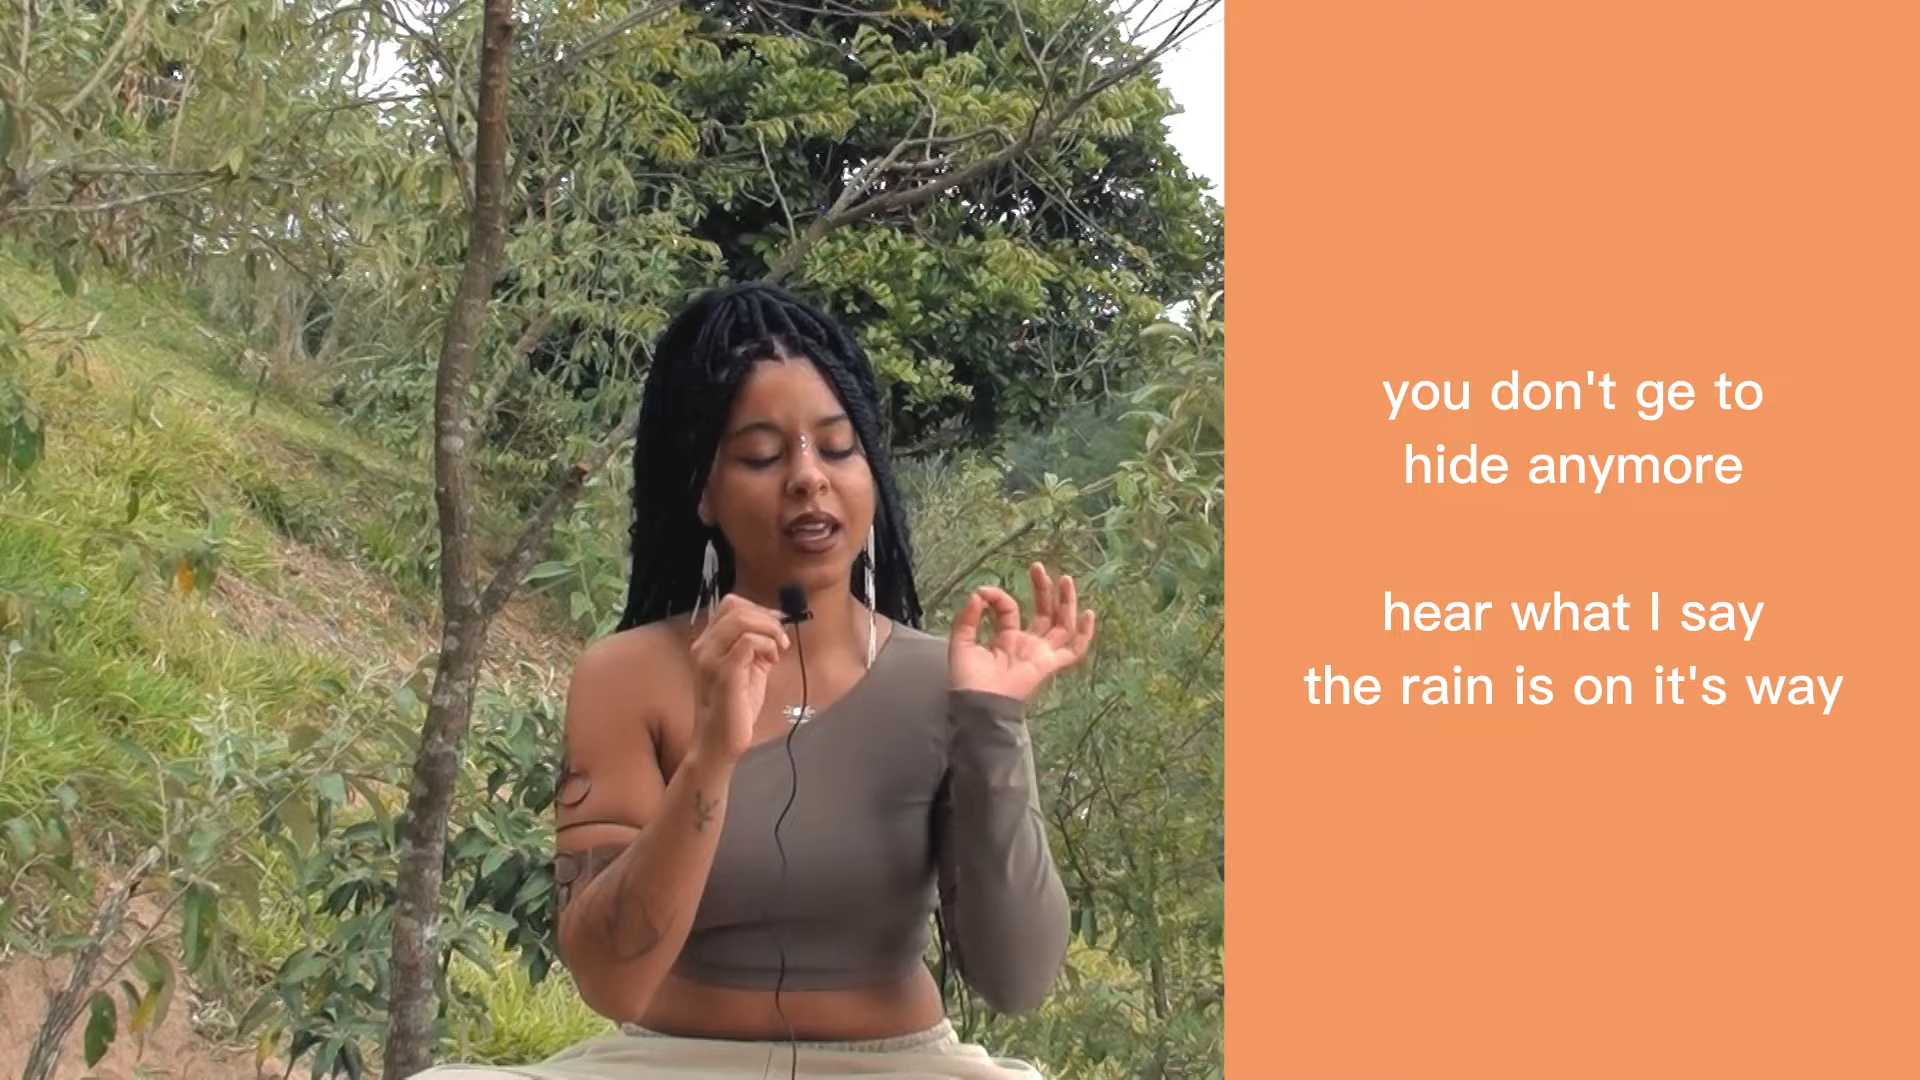 you don't ge to
hide anymore
hear what I say
the rain is on it's way